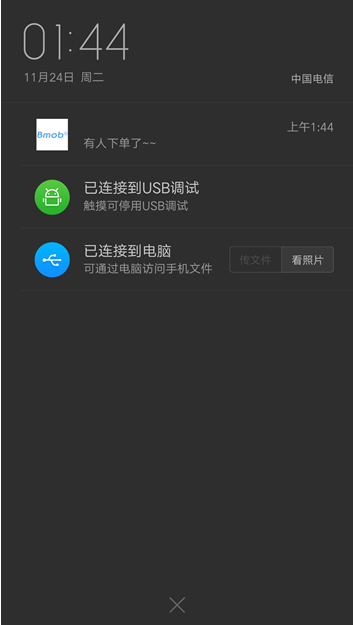 01:44
11月24日 周二
中国电信
上午1:44
Bmob®
有人下单了~~
已连接到USB调试
触摸可停用USB调试
已连接到电脑
可通过电脑访问手机文件
传文件 看照片